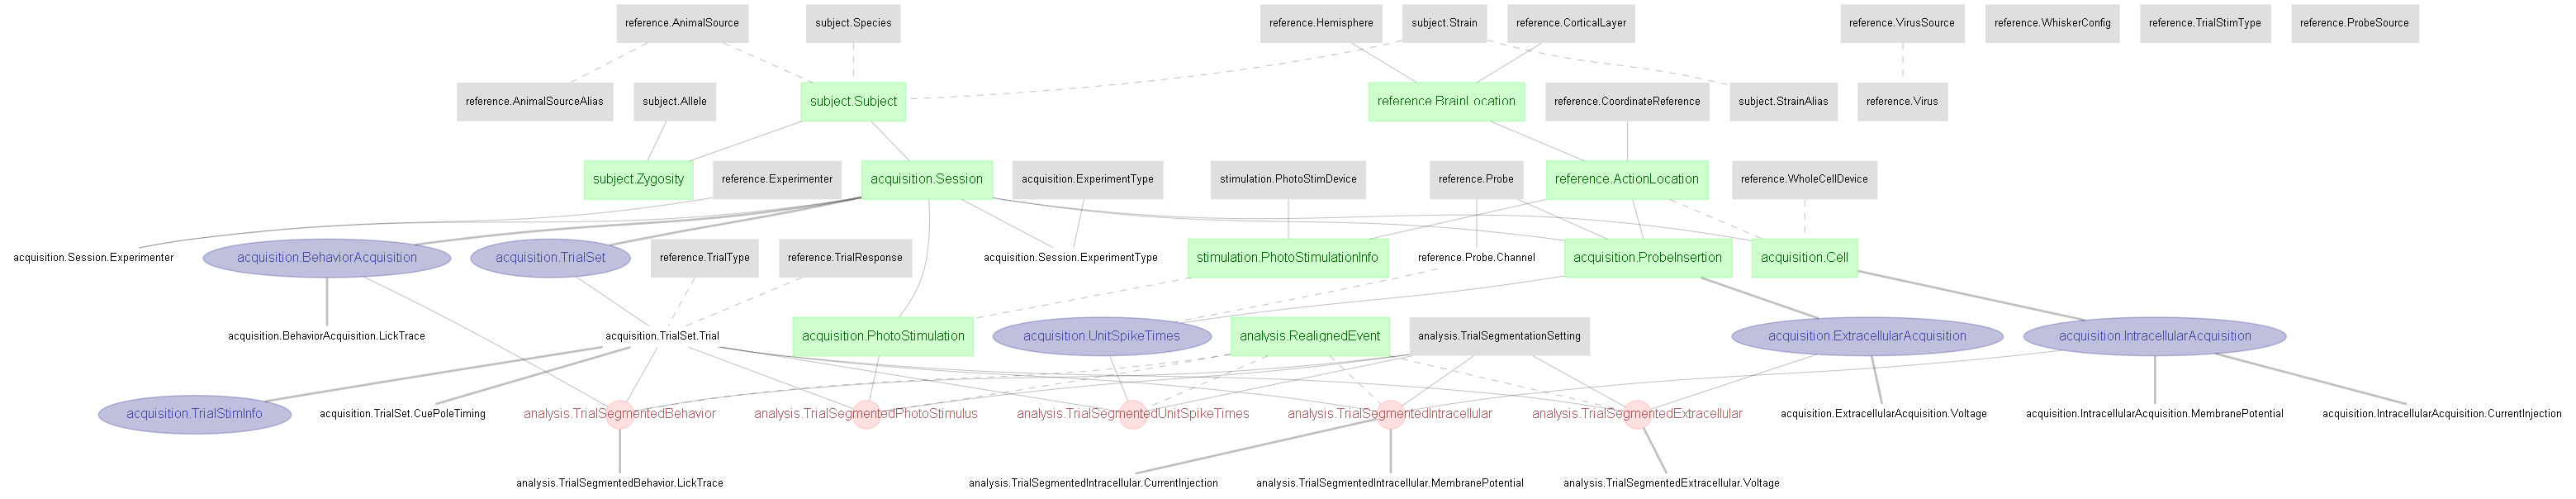 reference.AnimalSource
subject.Species
reference.Hemisphere
subject.Strain
reference.CorticalLayer
reference.VirusSource
reference.WhiskerConfig
reference.TrialStimType
reference.ProbeSource
reference.AnimalSourceAlias
subject.Allele
subject.Subject
reference.BrainLocation
reference.CoordinateReference
subject.StrainAlias
reference.Virus
subject.Zygosity
reference.Experimenter
acquisition.Session
acquisition.ExperimentType
stimulation.PhotoStimDevice
reference.Probe
reference.ActionLocation
reference.WholeCellDevice
acquisition.Session.Experimenter
acquisition.BehaviorAcquisition
acquisition.TrialSet
reference.TrialType
reference.TrialResponse
acquisition.Session.ExperimentType
stimulation.PhotoStimulationInfo
reference.Probe.Channel
acquisition.ProbeInsertion
acquisition.Cell
acquisition.BehaviorAcquisition.LickTrace
acquisition.TrialSet.Trial
acquisition.PhotoStimulation
acquisition.UnitSpikeTimes
analysis.RealignedEvent
analysis.TrialSegmentationSetting
acquisition.ExtracellularAcquisition
acquisition.IntracellularAcquisition
acquisition.TrialStimInfo
acquisition.TrialSet.CuePoleTiming
analysis.TrialSegmentedBehavior
analysis.TrialSegmentedPhotoStimulus
analysis.TrialSegmentedUnitSpikeTimes
analysis.TrialSegmentedIntracellular
analysis.TrialSegmentedExtracellular
acquisition.ExtracellularAcquisition.Voltage
acquisition.IntracellularAcquisition.MembranePotential
acquisition.IntracellularAcquisition.CurrentInjection
analysis.TrialSegmentedBehavior.LickTrace
analysis.TrialSegmentedIntracellular.CurrentInjection
analysis.TrialSegmentedIntracellular.MembranePotential
analysis.TrialSegmentedExtracellular.Voltage